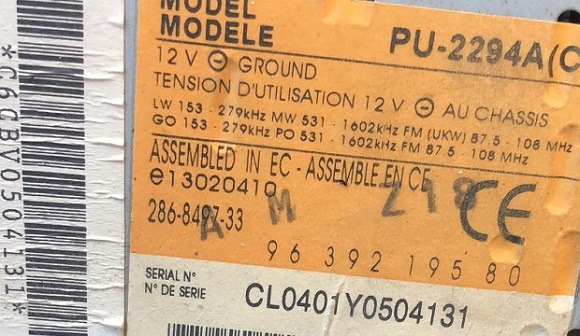 MODEL
MODELE
PU-2294A(C
12 V ⊖ GROUND
TENSION D'UTILISATION 12 V ⊖ AU CHASSIS
LW 153 - 279kHz MW 531 - 1602kHz FM (UKW) 87.5 - 108 MHz
GO 153 - 279kHz PO 531 - 1602kHz FM 87.5 - 108 MHz
ASSEMBLED IN EC - ASSEMBLE EN CE
e13020410
286-8497-33
A M 218
CE
96 392 195 80
SERIAL N°
N° DE SERIE
CL0401Y0504131
*C6CBV0504131*